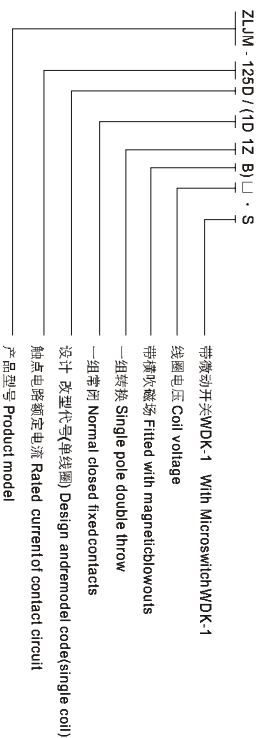 ZLJM - 125D / (1D 1Z B)□ · S
带微动开关WDK-1 With MicroswitchWDK-1
线圈电压 Coil voltage
带横吹磁场 Fitted with magneticblowouts
一组转换 Single pole double throw
一组常闭 Normal closed fixedcontacts
设计 改型代号(单线圈) Design andremodel code(single coil)
触点电路额定电流 Rated currentof contact circuit
产品型号 Product model